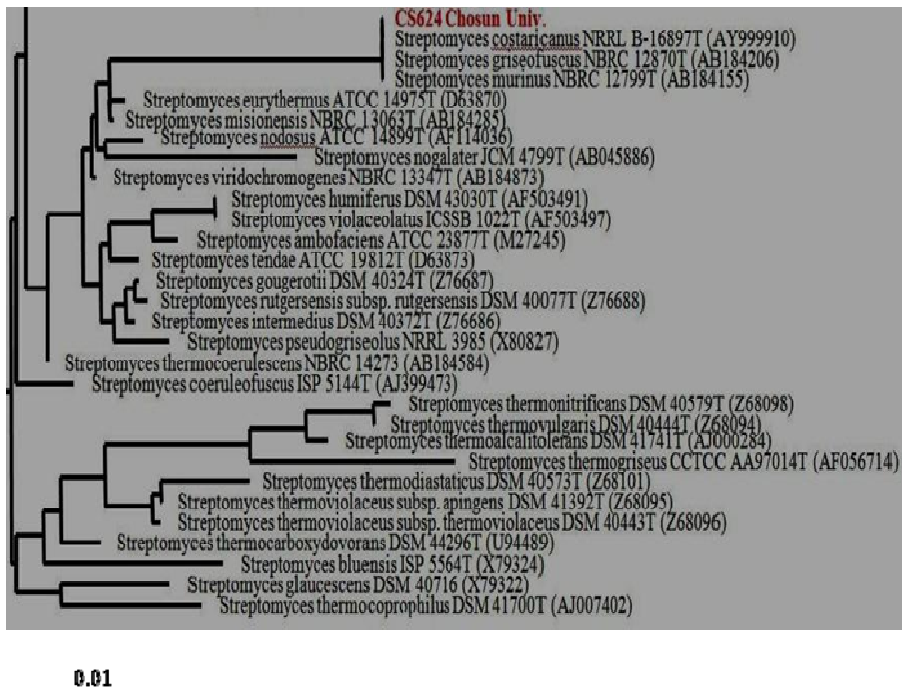 CS624 Chosun Univ.
Streptomyces costaricanus NRRL B-16897T (AY999910)
Streptomyces griseofuscus NBRC 12870T (AB184206)
Streptomyces murinus NBRC 12799T (AB184155)
Streptomyces eurythermus ATCC 14975T (D63870)
Streptomyces misionensis NBRC 13063T (AB184285)
Streptomyces nodosus ATCC 14899T (AF114036)
Streptomyces nogalater JCM 4799T (AB045886)
Streptomyces viridochromogenes NBRC 13347T (AB184873)
Streptomyces humiferus DSM 43030T (AF503491)
Streptomyces violaceolatus ICSSB 1022T (AF503497)
Streptomyces ambofaciens ATCC 23877T (M27245)
Streptomyces tendae ATCC 19812T (D63873)
Streptomyces gougerotii DSM 40324T (Z76687)
Streptomyces rutgersensis subsp. rutgersensis DSM 40077T (Z76688)
Streptomyces intermedius DSM 40372T (Z76686)
Streptomyces pseudogriseolus NRRL 3985 (X80827)
Streptomyces thermocoerulescens NBRC 14273 (AB184584)
Streptomyces coeruleofuscus ISP 5144T (AJ399473)
Streptomyces thermonitrificans DSM 40579T (Z68098)
Streptomyces thermovulgaris DSM 40444T (Z68094)
Streptomyces thermoalcalitolerans DSM 41741T (AJ000284)
Streptomyces thermogriseus CCTCC AA97014T (AF056714)
Streptomyces thermodiastaticus DSM 40573T (Z68101)
Streptomyces thermoviolaceus subsp. apingens DSM 41392T (Z68095)
Streptomyces thermoviolaceus subsp. thermoviolaceus DSM 40443T (Z68096)
Streptomyces thermocarboxydovorans DSM 44296T (U94489)
Streptomyces bluensis ISP 5564T (X79324)
Streptomyces glaucescens DSM 40716 (X79322)
Streptomyces thermocoprophilus DSM 41700T (AJ007402)
0.01